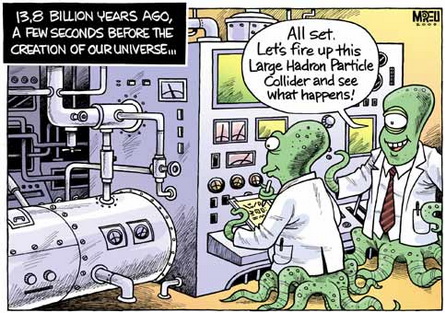 13,8 BILLION YEARS AGO,
A FEW SECONDS BEFORE THE
CREATION OF OUR UNIVERSE...
All set.
Let's fire up this
Large Hadron Particle
Collider and see
what happens!